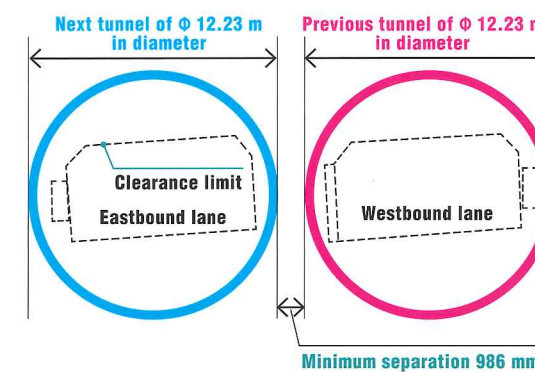 Next tunnel of Φ 12.23 m
in diameter
Previous tunnel of Φ 12.23 m
in diameter
Clearance limit
Eastbound lane
Westbound lane
Minimum separation 986 mm